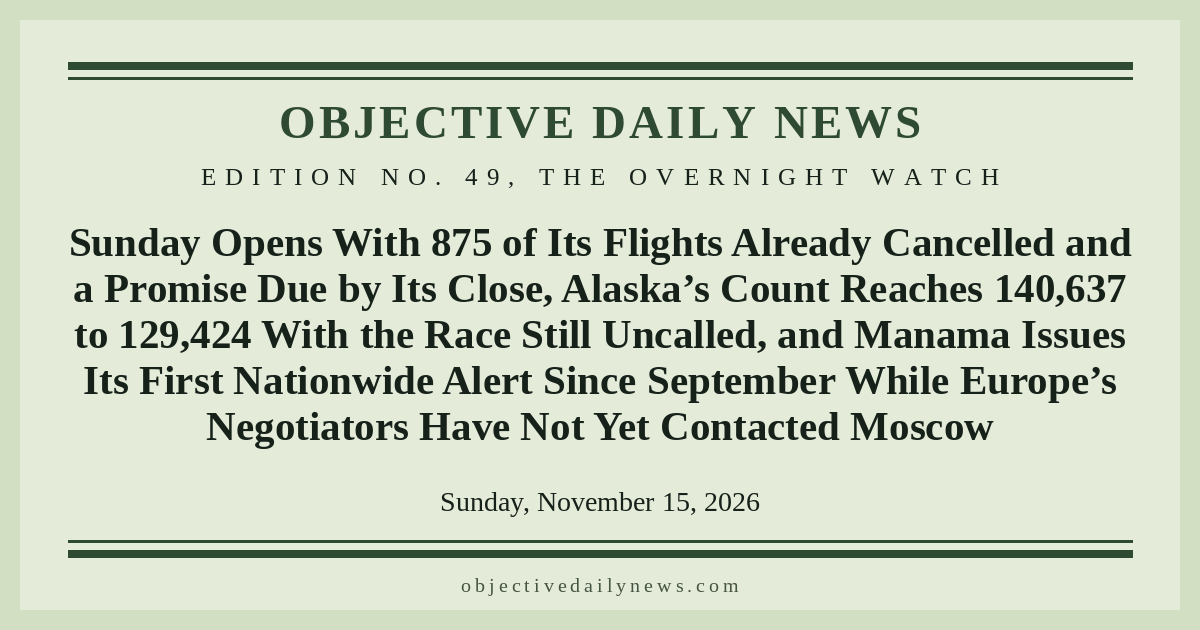 OBJECTIVE DAILY NEWS
EDITION NO. 49, THE OVERNIGHT WATCH
Sunday Opens With 875 of Its Flights Already Cancelled and
a Promise Due by Its Close, Alaska’s Count Reaches 140,637
to 129,424 With the Race Still Uncalled, and Manama Issues
Its First Nationwide Alert Since September While Europe’s
Negotiators Have Not Yet Contacted Moscow
Sunday, November 15, 2026
objectivedailynews.com